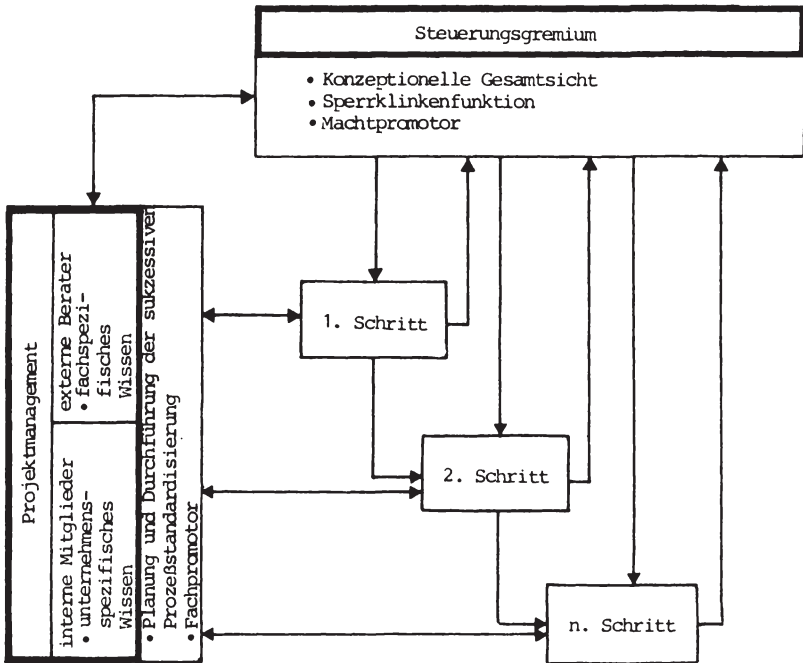 Steuerungsgremium
• Konzeptionelle Gesamtsicht
• Sperrklinkenfunktion
• Machtpromotor
Projektmanagement
externe Berater
• fachspezi-
fisches
Wissen
interne Mitglieder
• unternehmens-
spezifisches
Wissen
• Planung und Durchführung der sukzessiven
Prozeßstandardisierung
• Fachpromotor
1. Schritt
2. Schritt
n. Schritt